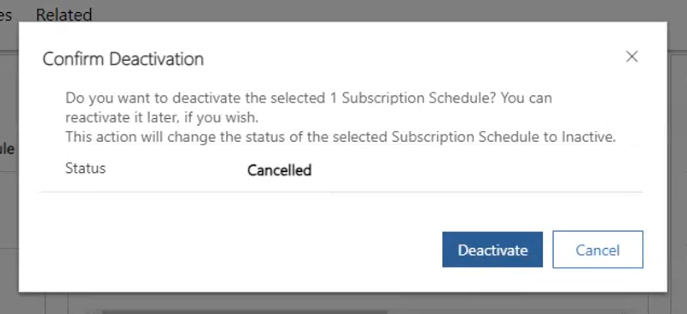 es Related
Confirm Deactivation
Do you want to deactivate the selected 1 Subscription Schedule? You can
reactivate it later, if you wish.
This action will change the status of the selected Subscription Schedule to Inactive.
ule
Status Cancelled
Deactivate Cancel